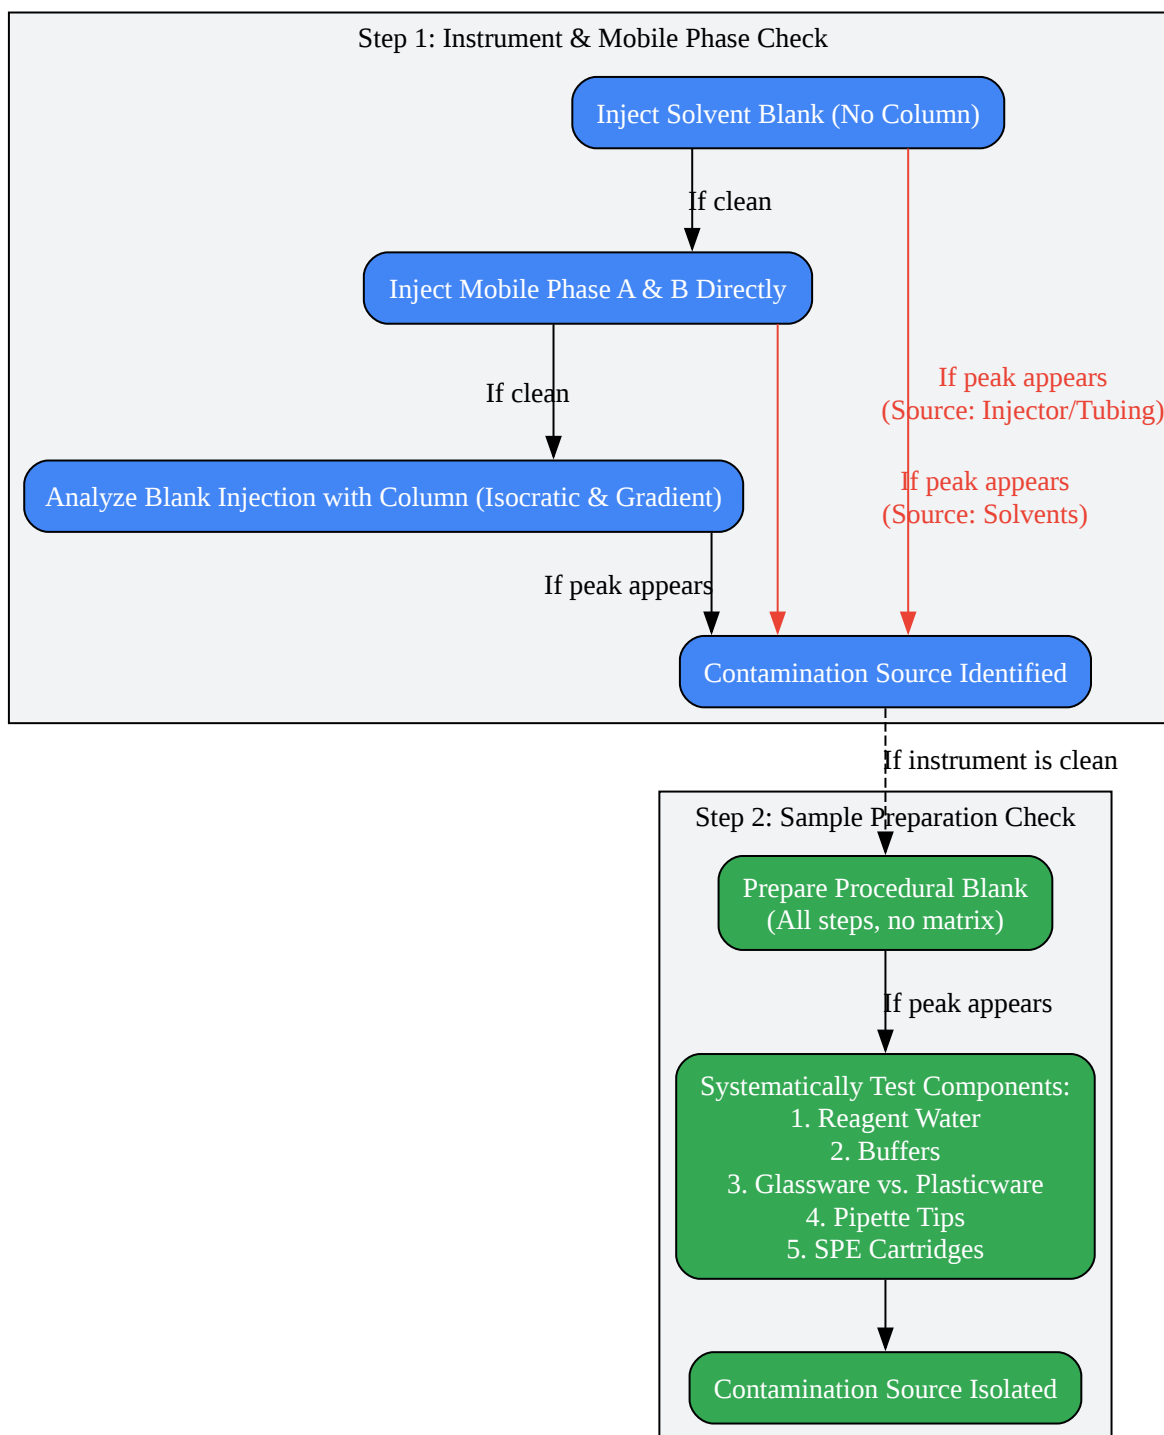 Step 1: Instrument & Mobile Phase Check
Inject Solvent Blank (No Column)
If clean
Inject Mobile Phase A & B Directly
If clean
If peak appears
(Source: Injector/Tubing)
If peak appears
(Source: Solvents)
Analyze Blank Injection with Column (Isocratic & Gradient)
If peak appears
Contamination Source Identified
If instrument is clean
Step 2: Sample Preparation Check
Prepare Procedural Blank
(All steps, no matrix)
If peak appears
Systematically Test Components:
1. Reagent Water
2. Buffers
3. Glassware vs. Plasticware
4. Pipette Tips
5. SPE Cartridges
Contamination Source Isolated